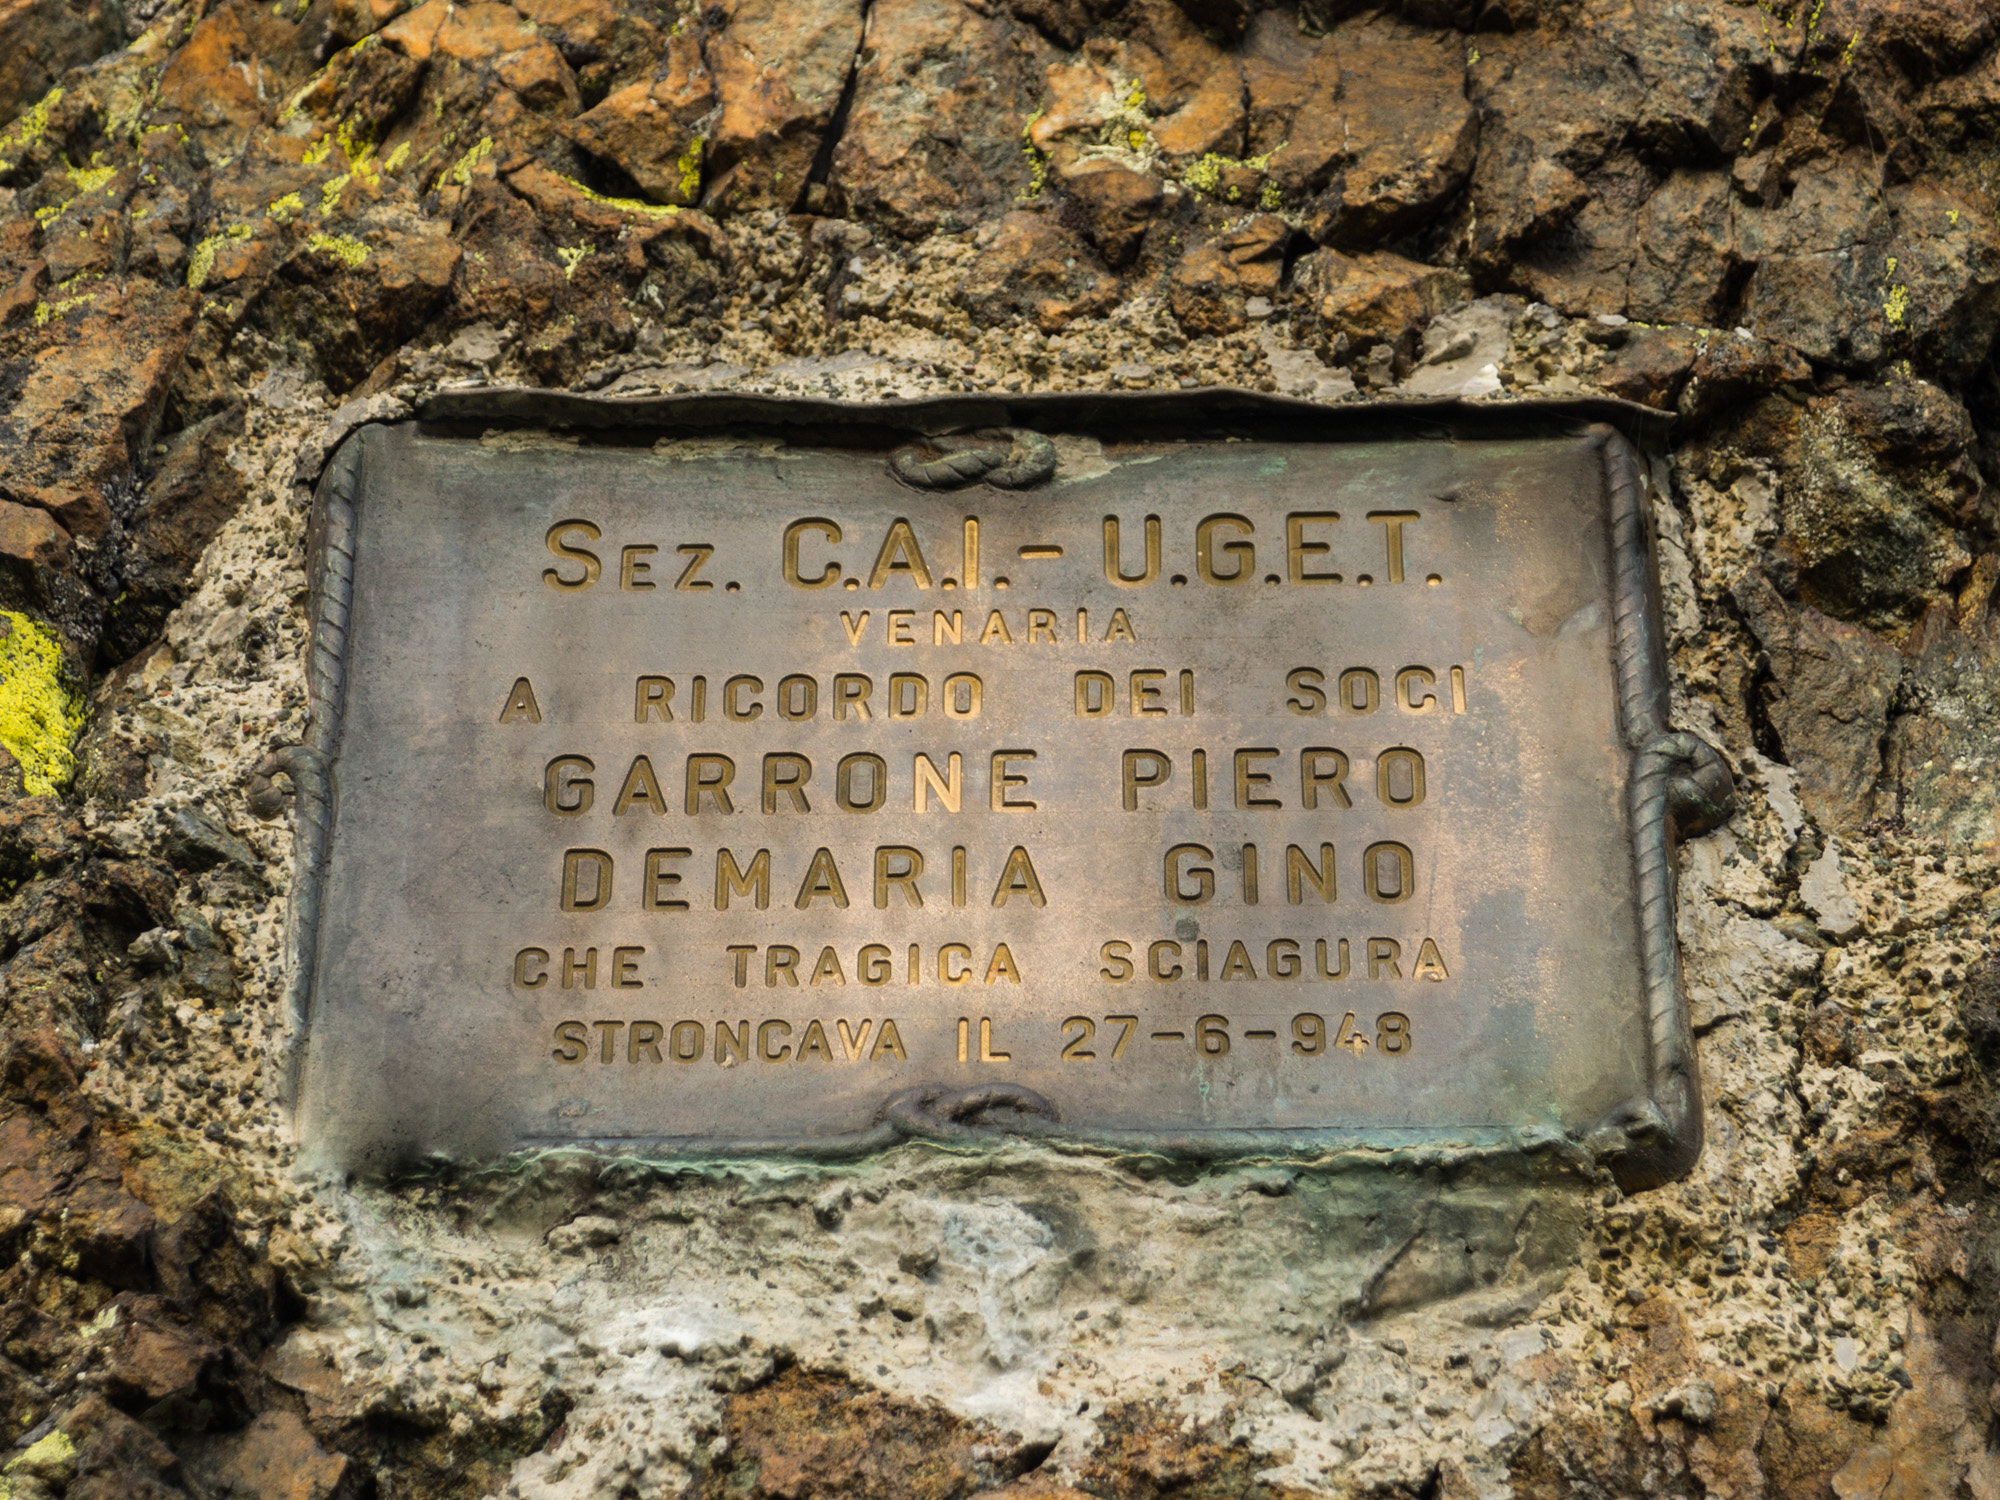 SEZ. C.A.I.-U.G.E.T.
VENARIA
A RICORDO DEI SOCI
GARRONE PIERO
DEMARIA GINO
CHE TRAGICA SCIAGURA
STRONCAVA IL 27-6-948